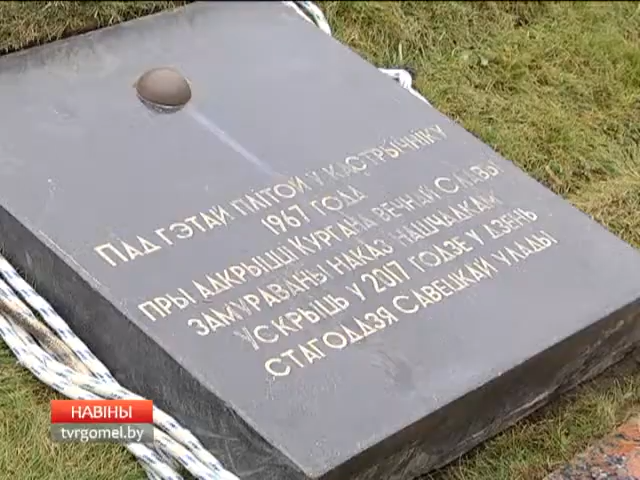 ПАД ГЭТАЙ ПЛІТОЙ У КАСТРЫЧНІКУ
1967 ГОДА
ПРЫ АДКРЫЦЦІ КУРГАНА ВЕЧНАЙ СЛАВЫ
ЗАМУРАВАНЫ НАКАЗ НАШЧАДКАМ
УСКРЫЦЬ У 2017 ГОДЗЕ У ДЗЕНЬ
СТАГОДДЗЯ САВЕЦКАЙ УЛАДЫ
НАВІНЫ
tvrgomel.by